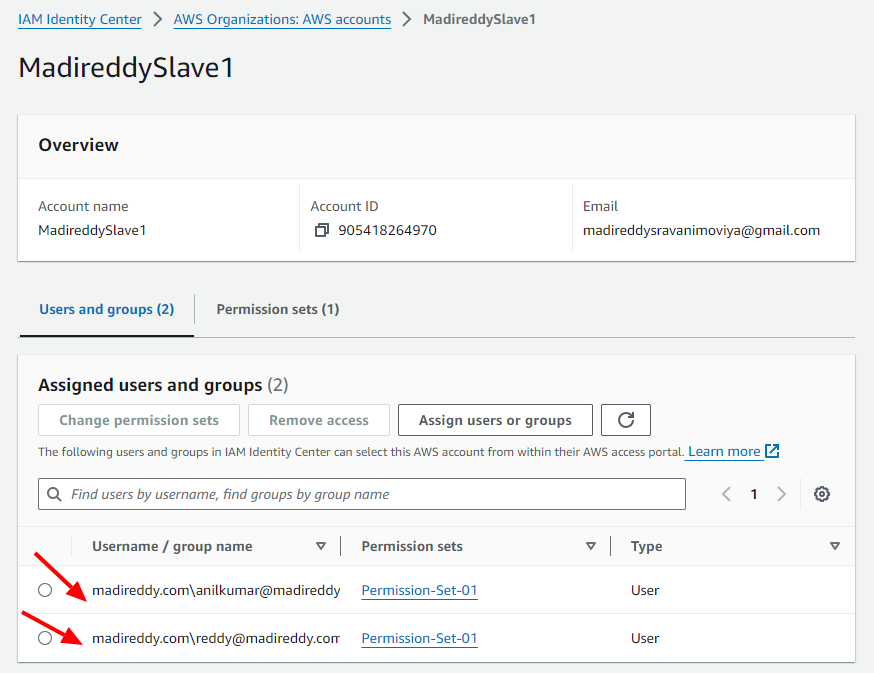 IAM Identity Center > AWS Organizations: AWS accounts > MadireddySlave1
MadireddySlave1
Overview
Account name
MadireddySlave1
Account ID
905418264970
Email
madireddysravanimoviya@gmail.com
Users and groups (2)
Permission sets (1)
Assigned users and groups (2)
Change permission sets
Remove access
Assign users or groups
The following users and groups in IAM Identity Center can select this AWS account from within their AWS access portal. Learn more
Find users by username, find groups by group name
1
Username / group name
Permission sets
Type
madireddy.com\anilkumar@madireddy
Permission-Set-01
User
madireddy.com\reddy@madireddy.com
Permission-Set-01
User